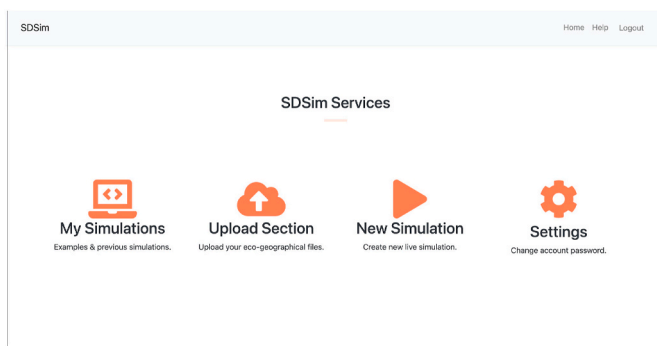 SDSim
Home Help Logout
SDSim Services
My Simulations
Examples & previous simulations.
Upload Section
Upload your eco-geographical files.
New Simulation
Create new live simulation.
Settings
Change account password.